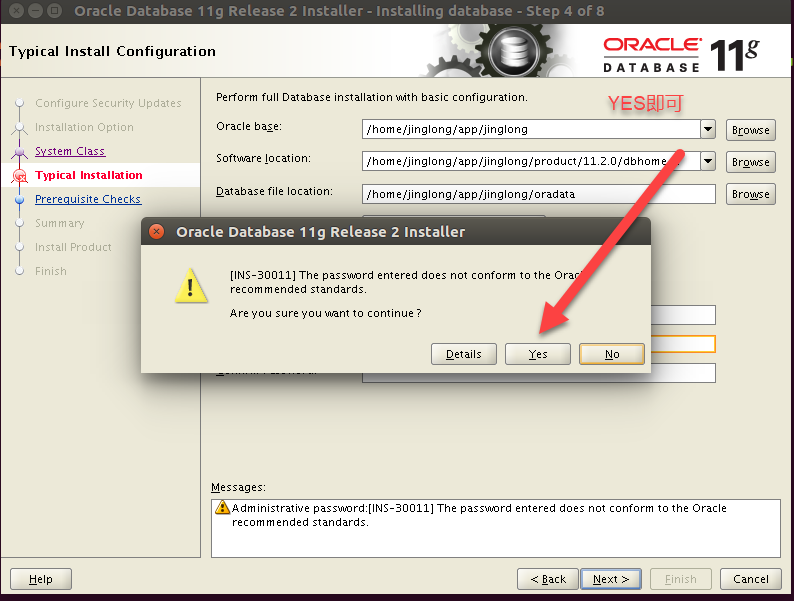 Oracle Database 11g Release 2 Installer - Installing database - Step 4 of 8
Typical Install Configuration
ORACLE
DATABASE
11g
YES即可
Configure Security Updates
Installation Option
System Class
Typical Installation
Prerequisite Checks
Summary
Install Product
Finish
Perform full Database installation with basic configuration.
Oracle base:
/home/jinglong/app/jinglong
Browse
Software location:
/home/jinglong/app/jinglong/product/11.2.0/dbhome
Browse
Database file location:
/home/jinglong/app/jinglong/oradata
Browse
Oracle Database 11g Release 2 Installer
[INS-30011] The password entered does not conform to the Oracle
recommended standards.
Are you sure you want to continue?
Details
Yes
No
Messages:
Administrative password:[INS-30011] The password entered does not conform to the Oracle
recommended standards.
Help
< Back
Next >
Finish
Cancel